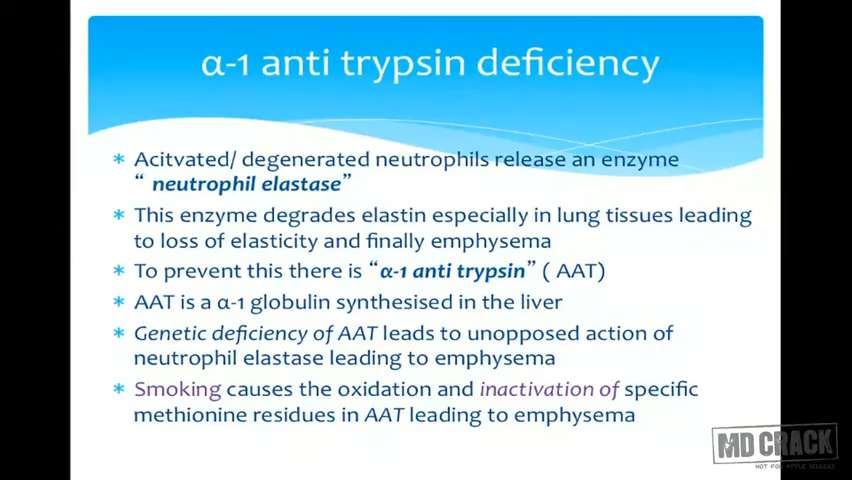 α-1 anti trypsin deficiency
* Acitvated/ degenerated neutrophils release an enzyme
“ neutrophil elastase”
* This enzyme degrades elastin especially in lung tissues leading
to loss of elasticity and finally emphysema
* To prevent this there is “α-1 anti trypsin” ( AAT)
* AAT is a α-1 globulin synthesised in the liver
* Genetic deficiency of AAT leads to unopposed action of
neutrophil elastase leading to emphysema
* Smoking causes the oxidation and inactivation of specific
methionine residues in AAT leading to emphysema
MD CRACK
NOT FOR APPLE SELLERS